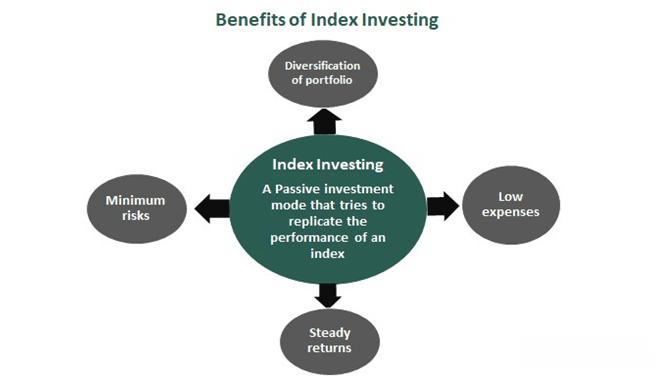 Benefits of Index Investing
Diversification
of portfolio
Index Investing
A Passive investment
mode that tries to
replicate the
performance of an
index
Minimum
risks
Low
expenses
Steady
returns